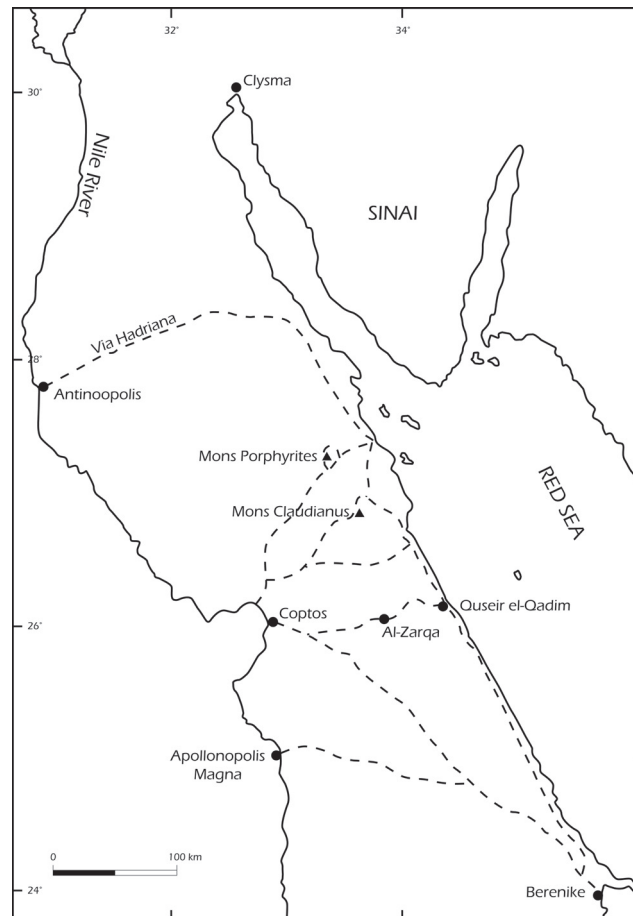 32°
34°
30°
Clysma
Nile River
SINAI
Via Hadriana
28°
Antinoopolis
Mons Porphyrites
Mons Claudianus
RED SEA
Quseir el-Qadim
Coptos
26°
Al-Zarqa
Apollonopolis
Magna
0
100 km
24°
Berenike